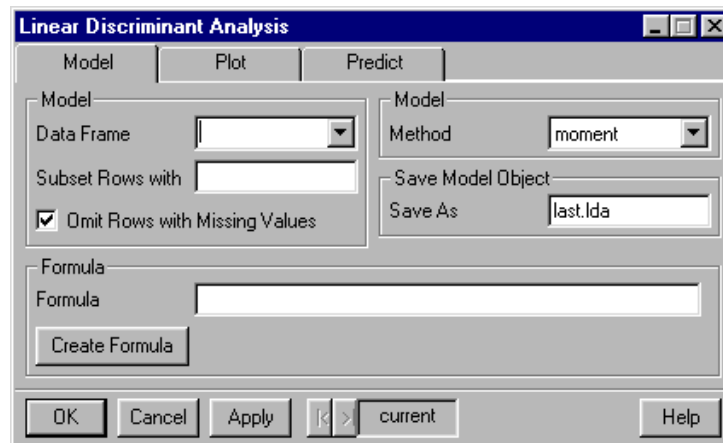 Linear Discriminant Analysis
Model Plot Predict
Model
Data Frame
Subset Rows with
Omit Rows with Missing Values
Model
Method moment
Save Model Object
Save As last.lda
Formula
Formula
Create Formula
OK Cancel Apply |< >| current Help